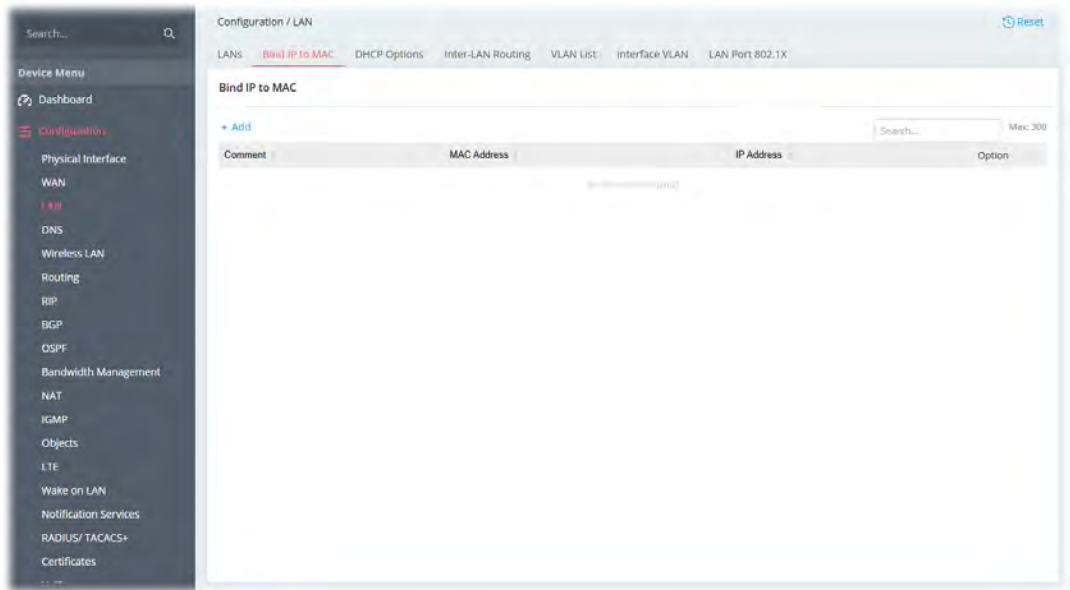 Search...
Device Menu
Dashboard
Configuration
Physical Interface
WAN
LAN
DNS
Wireless LAN
Routing
RIP
BGP
OSPF
Bandwidth Management
NAT
IGMP
Objects
LTE
Wake on LAN
Notification Services
RADIUS/ TACACS+
Certificates
Configuration / LAN
Reset
LANs Bind IP to MAC DHCP Options Inter-LAN Routing VLAN List Interface VLAN LAN Port 802.1X
Bind IP to MAC
+ Add
Search...
Max: 300
Comment MAC Address IP Address Option